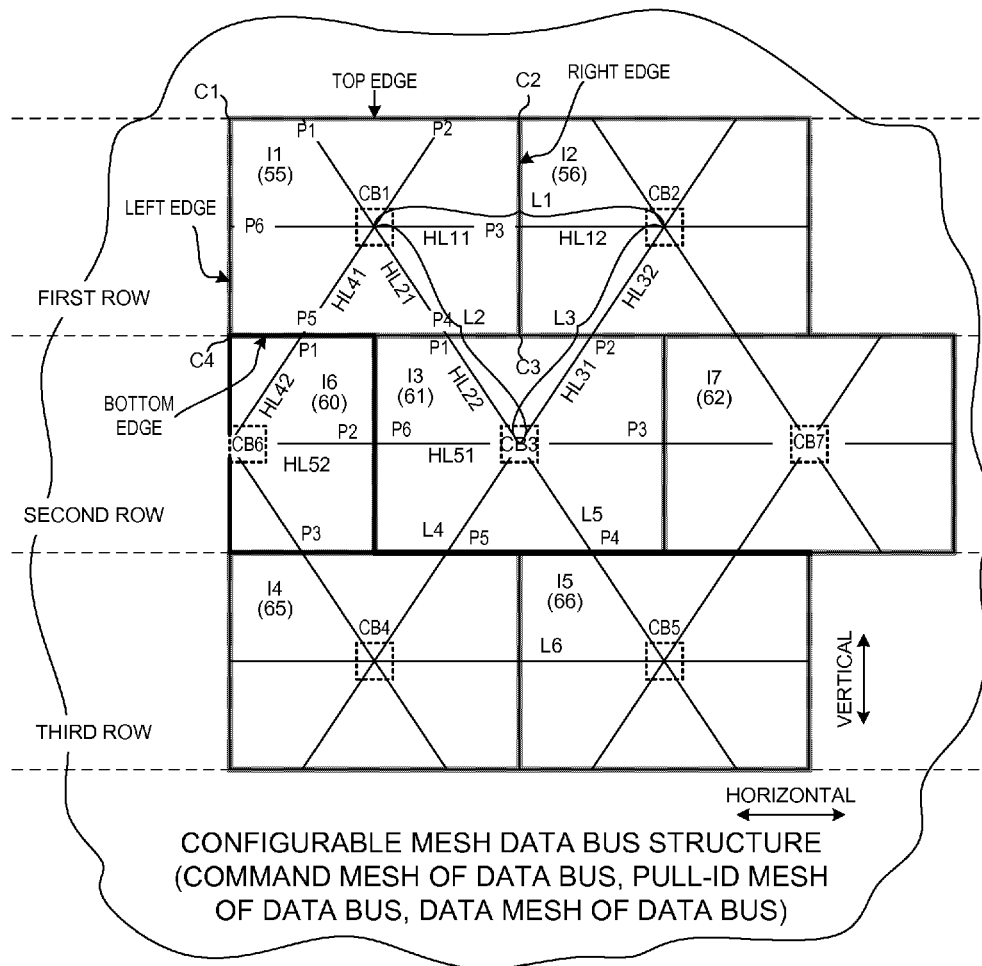 C1
TOP EDGE
C2
RIGHT EDGE
P1
P2
I1
(55)
I2
(56)
CB1
CB2
L1
LEFT EDGE
P6
HL11
P3
HL12
HL41
HL21
HL32
FIRST ROW
P5
L2
P4
L3
C4
P1
P1
C3
P2
BOTTOM
EDGE
HL42
I6
(60)
I3
(61)
HL22
HL31
I7
(62)
CB6
P2
P6
CB3
P3
CB7
HL52
HL51
SECOND ROW
P3
L4
P5
L5
P4
I4
(65)
I5
(66)
CB4
CB5
L6
VERTICAL
THIRD ROW
HORIZONTAL
CONFIGURABLE MESH DATA BUS STRUCTURE
(COMMAND MESH OF DATA BUS, PULL-ID MESH
OF DATA BUS, DATA MESH OF DATA BUS)